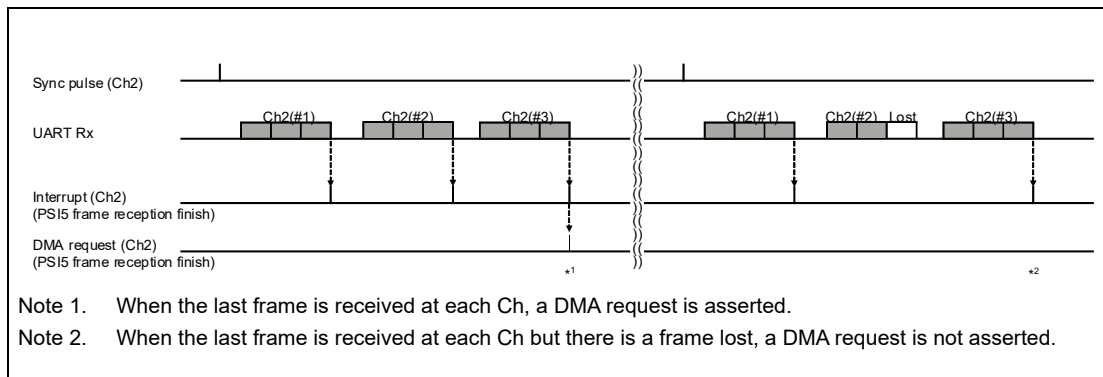 Sync pulse (Ch2)
))
Ch2(#1) Ch2(#2) Ch2(#3) Ch2(#1) Ch2(#2) Lost Ch2(#3)
UART Rx
Interrupt (Ch2)
(PSI5 frame reception finish)
DMA request (Ch2)
(PSI5 frame reception finish)
*1 *2
Note 1. When the last frame is received at each Ch, a DMA request is asserted.
Note 2. When the last frame is received at each Ch but there is a frame lost, a DMA request is not asserted.